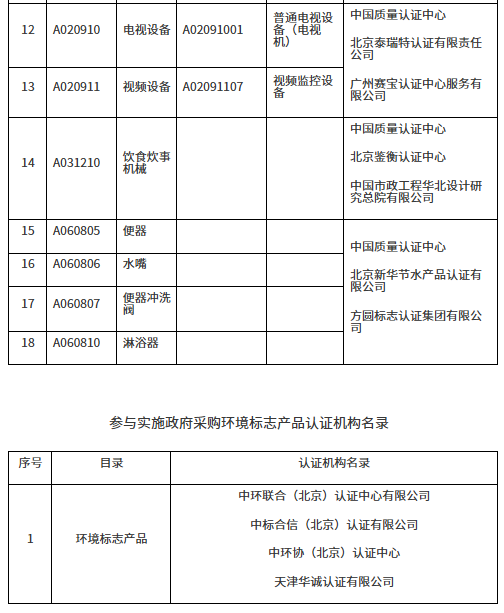 12 A020910 电视设备 A02091001 普通电视设
备（电视
机）
中国质量认证中心
北京泰瑞特认证有限责任
公司
13 A020911 视频设备 A02091107 视频监控设
备
广州赛宝认证中心服务有
限公司
14 A031210 饮食炊事
机械
中国质量认证中心
北京鉴衡认证中心
中国市政工程华北设计研
究总院有限公司
15 A060805 便器
16 A060806 水嘴
17 A060807 便器冲洗
阀
18 A060810 淋浴器
中国质量认证中心
北京新华节水产品认证有
限公司
方圆标志认证集团有限公
司
参与实施政府采购环境标志产品认证机构名录
序号 目录 认证机构名录
1 环境标志产品
中环联合（北京）认证中心有限公司
中标合信（北京）认证有限公司
中环协（北京）认证中心
天津华诚认证有限公司